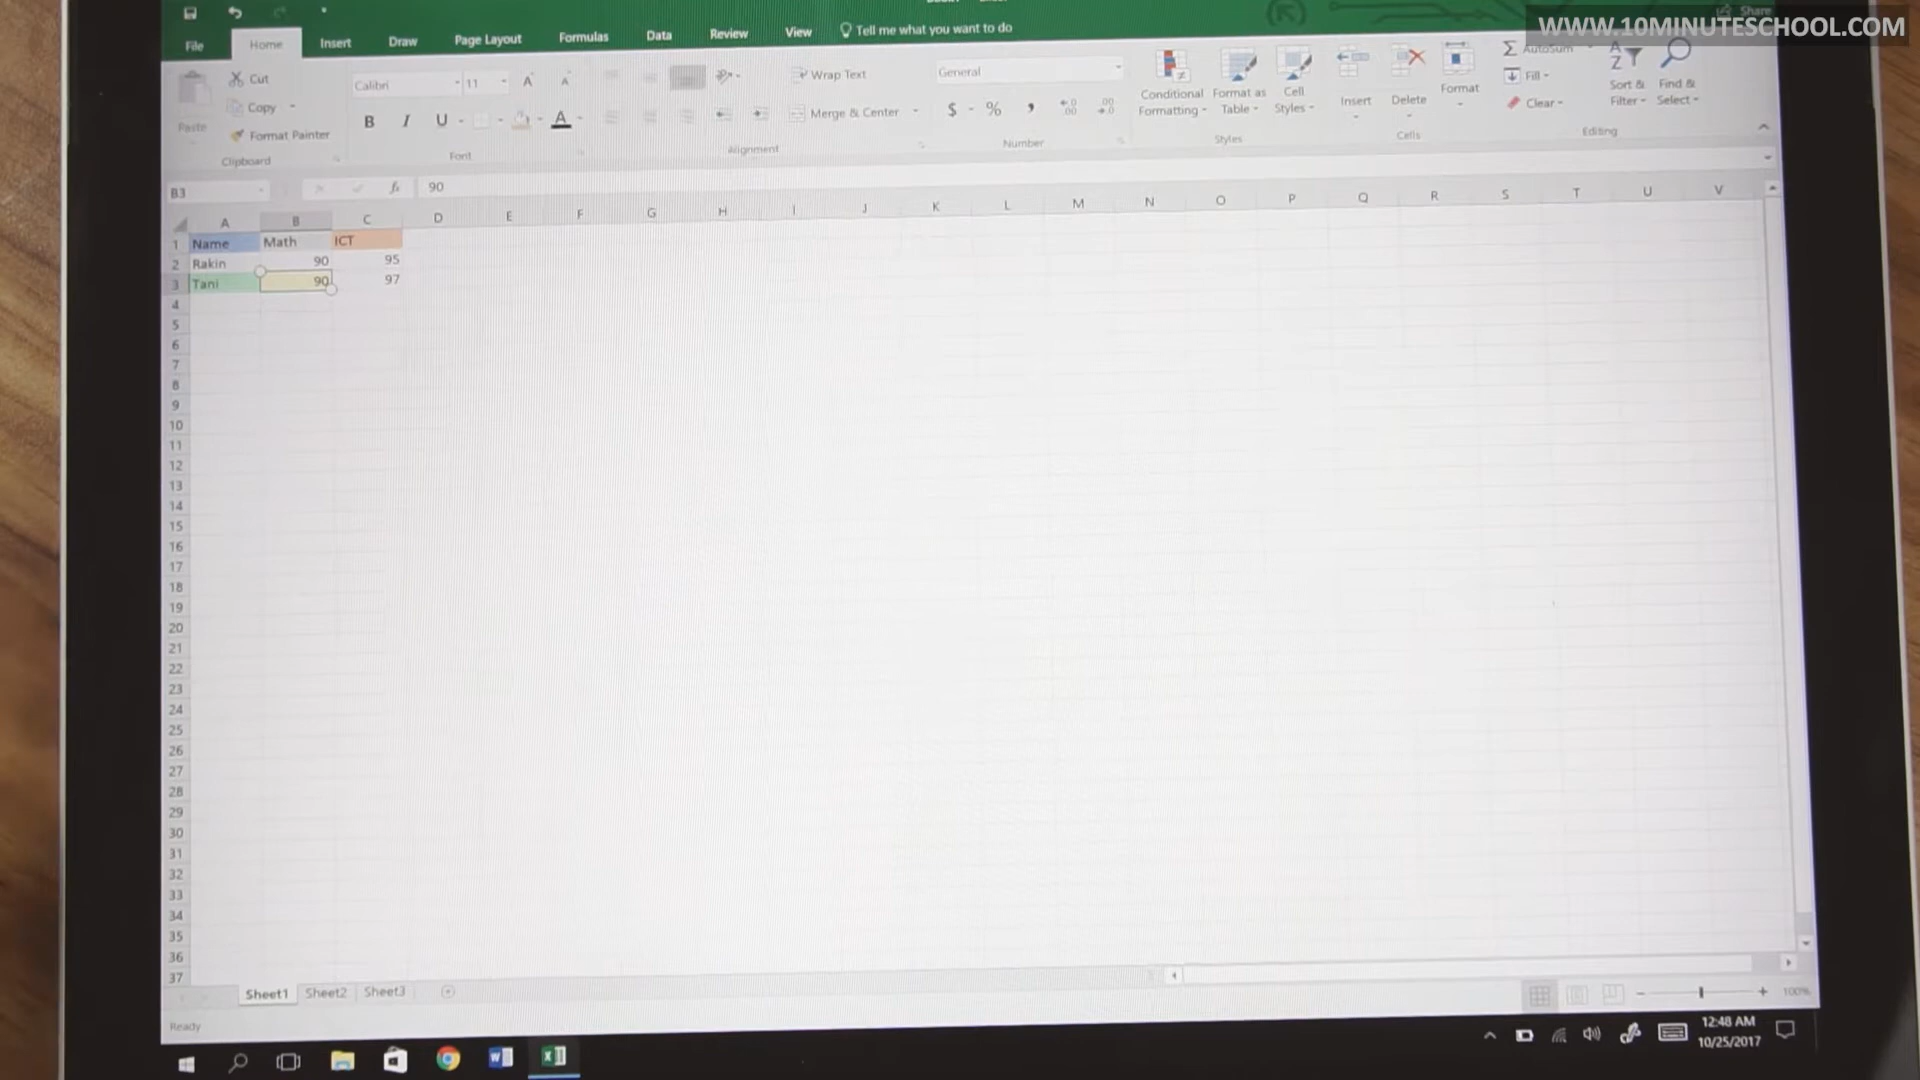 WWW.10MINUTESCHOOL.COM
Share
File Home Insert Draw Page Layout Formulas Data Review View Tell me what you want to do
Cut
Copy
Format Painter
Paste
Clipboard
Calibri 11
B I U A
Font
Wrap Text
Merge & Center
Alignment
General
$ % ,
Number
Conditional Formatting
Format as Table
Cell Styles
Styles
Insert Delete Format
Cells
AutoSum
Fill
Clear
Sort & Filter
Find & Select
Editing
B3 fx 90
A B C D E F G H I J K L M N O P Q R S T U V
1 Name Math ICT
2 Rakin 90 95
3 Tani 90 97
4
5
6
7
8
9
10
11
12
13
14
15
16
17
18
19
20
21
22
23
24
25
26
27
28
29
30
31
32
33
34
35
36
37
Sheet1 Sheet2 Sheet3
Ready
100%
12:48 AM
10/25/2017